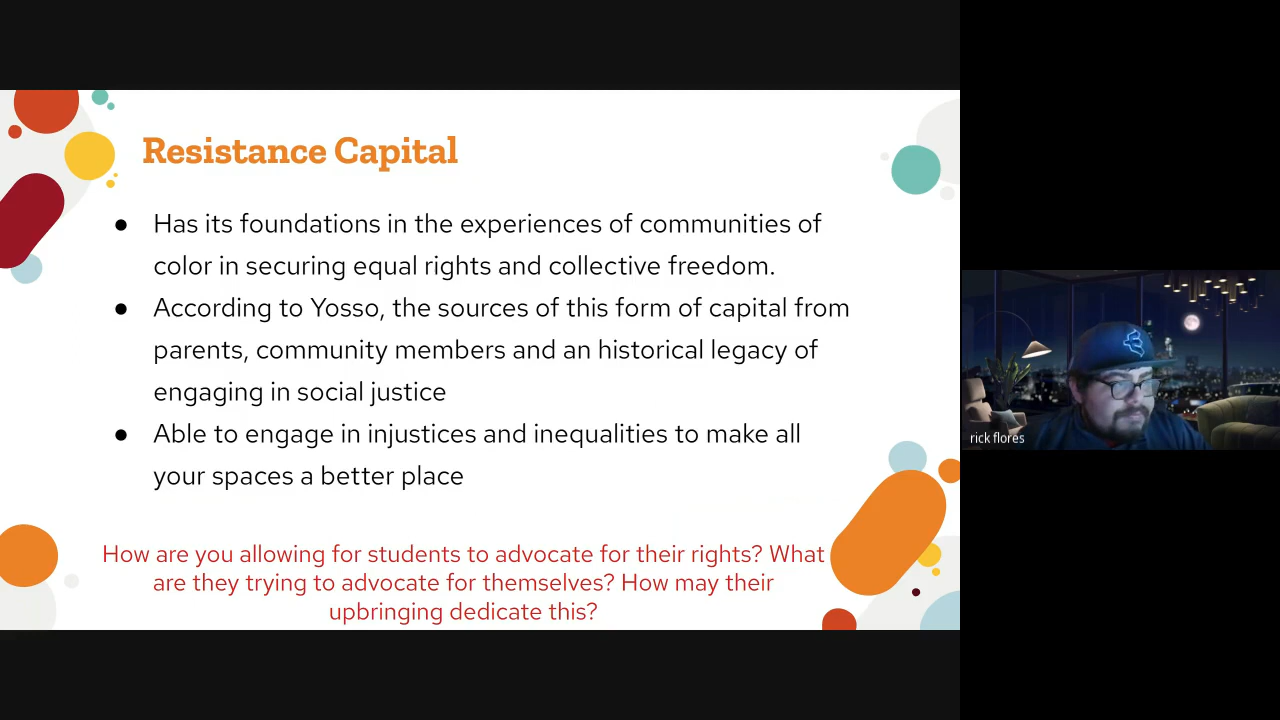 Resistance Capital
● Has its foundations in the experiences of communities of
color in securing equal rights and collective freedom.
● According to Yosso, the sources of this form of capital from
parents, community members and an historical legacy of
engaging in social justice
● Able to engage in injustices and inequalities to make all
your spaces a better place
How are you allowing for students to advocate for their rights? What
are they trying to advocate for themselves? How may their
upbringing dedicate this?
rick flores